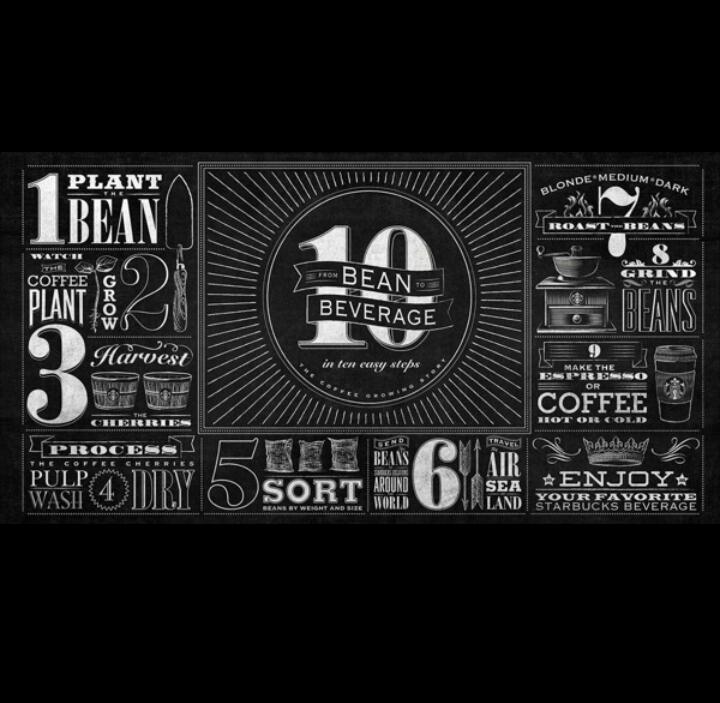 1 PLANT
THE
BEAN
WATCH
THE
COFFEE
PLANT
GROW
2
3 Harvest
THE
CHERRIES
PROCESS
THE COFFEE CHERRIES
PULP
WASH
4
DRY
10
FROM BEAN TO
BEVERAGE
in ten easy steps
THE COFFEE GROWING STORY
5
SORT
BEANS BY WEIGHT AND SIZE
SEND
BEANS
AROUND
WORLD
6
TRAVEL
AIR
SEA
LAND
BLONDE*MEDIUM*DARK
7
ROAST THE BEANS
8
GRIND
THE
BEANS
9
MAKE THE
ESPRESSO
OR
COFFEE
HOT OR COLD
ENJOY
YOUR FAVORITE
STARBUCKS BEVERAGE